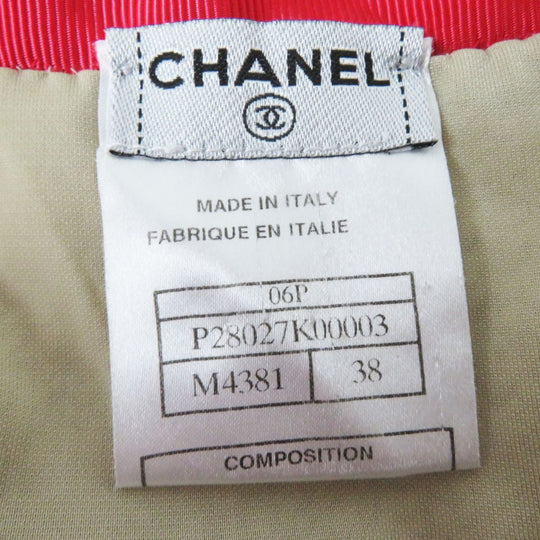 CHANEL
MADE IN ITALY
FABRIQUE EN ITALIE
06P
P28027K00003
M4381 38
COMPOSITION